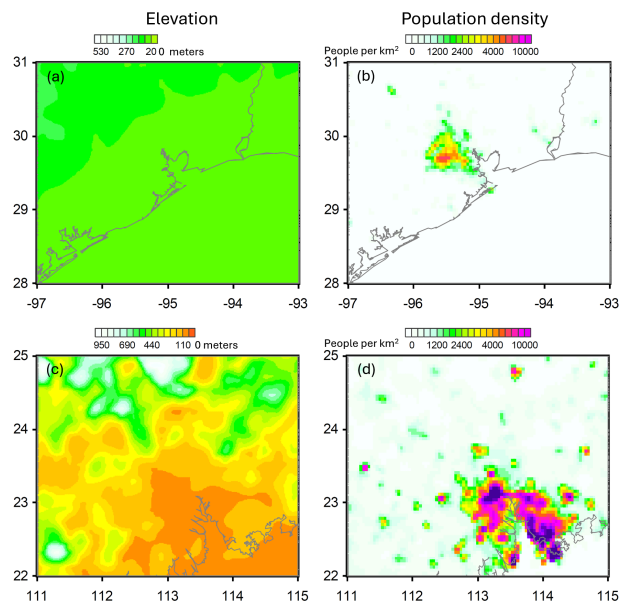 Elevation
Population density
530 270 20 0 meters
People per km²
0 1200 2400 4000 10000
(a)
31
30
29
28
-97 -96 -95 -94 -93
(b)
31
30
29
28
-97 -96 -95 -94 -93
950 690 440 110 0 meters
People per km²
0 1200 2400 4000 10000
(c)
25
24
23
22
111 112 113 114 115
(d)
25
24
23
22
111 112 113 114 115